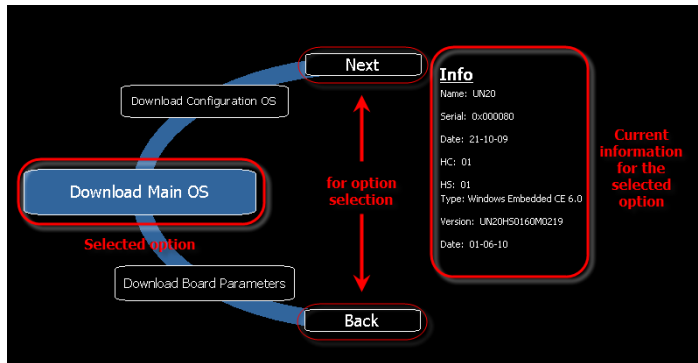 Next
Download Configuration OS
Download Main OS
Selected option
Download Board Parameters
Back
for option
selection
Info
Name: UN20
Serial: 0x000080
Date: 21-10-09
HC: 01
HS: 01
Type: Windows Embedded CE 6.0
Version: UN20HS0160M0219
Date: 01-06-10
Current
information
for the
selected
option